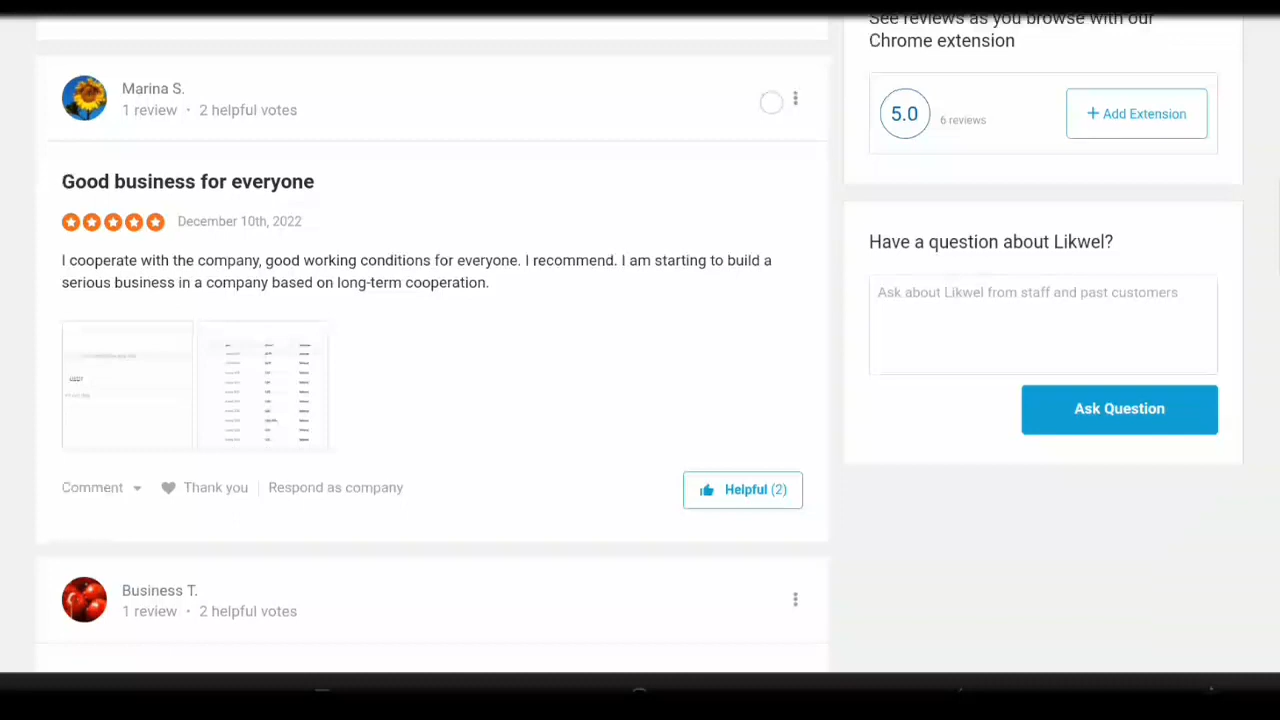 See reviews as you browse with our
Chrome extension
Marina S.
1 review · 2 helpful votes
5.0
6 reviews
+ Add Extension
Good business for everyone
December 10th, 2022
I cooperate with the company, good working conditions for everyone. I recommend. I am starting to build a
serious business in a company based on long-term cooperation.
Have a question about Likwel?
Ask about Likwel from staff and past customers
Ask Question
Comment
Thank you
Respond as company
Helpful (2)
Business T.
1 review · 2 helpful votes